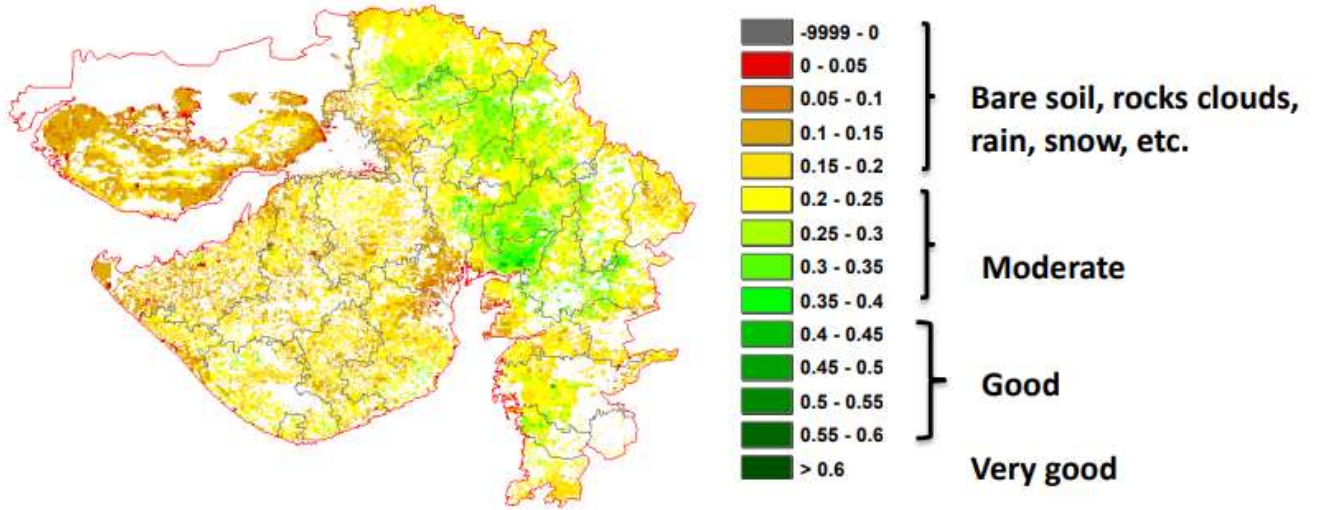 -9999 - 0
0 - 0.05
0.05 - 0.1
0.1 - 0.15
0.15 - 0.2
0.2 - 0.25
0.25 - 0.3
0.3 - 0.35
0.35 - 0.4
0.4 - 0.45
0.45 - 0.5
0.5 - 0.55
0.55 - 0.6
> 0.6
Bare soil, rocks clouds,
rain, snow, etc.
Moderate
Good
Very good